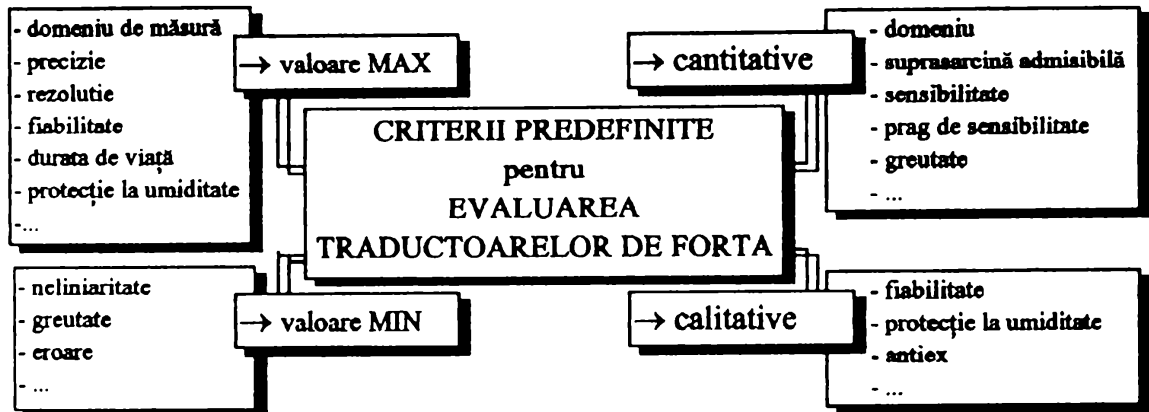 - domeniu de măsură
- precizie
- rezolutie
- fiabilitate
- durata de viață
- protecție la umiditate
-...
→ valoare MAX
- neliniaritate
- greutate
- eroare
- ...
→ valoare MIN
CRITERII PREDEFINITE
pentru
EVALUAREA
TRADUCTOARELOR DE FORTA
→ cantitative
- domeniu
- suprasarcină admisibilă
- sensibilitate
- prag de sensibilitate
- greutate
- ...
→ calitative
- fiabilitate
- protecție la umiditate
- antiex
- ...